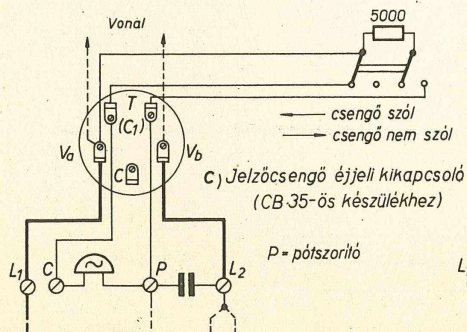 Vonal
5000
T
(C1)
Va
Vb
C
csengő szól
csengő nem szól
C) Jelzőcsengő éjjeli kikapcsoló
(CB-35-ös készülékhez)
P = pótszorító
L1
C
P
L2
L